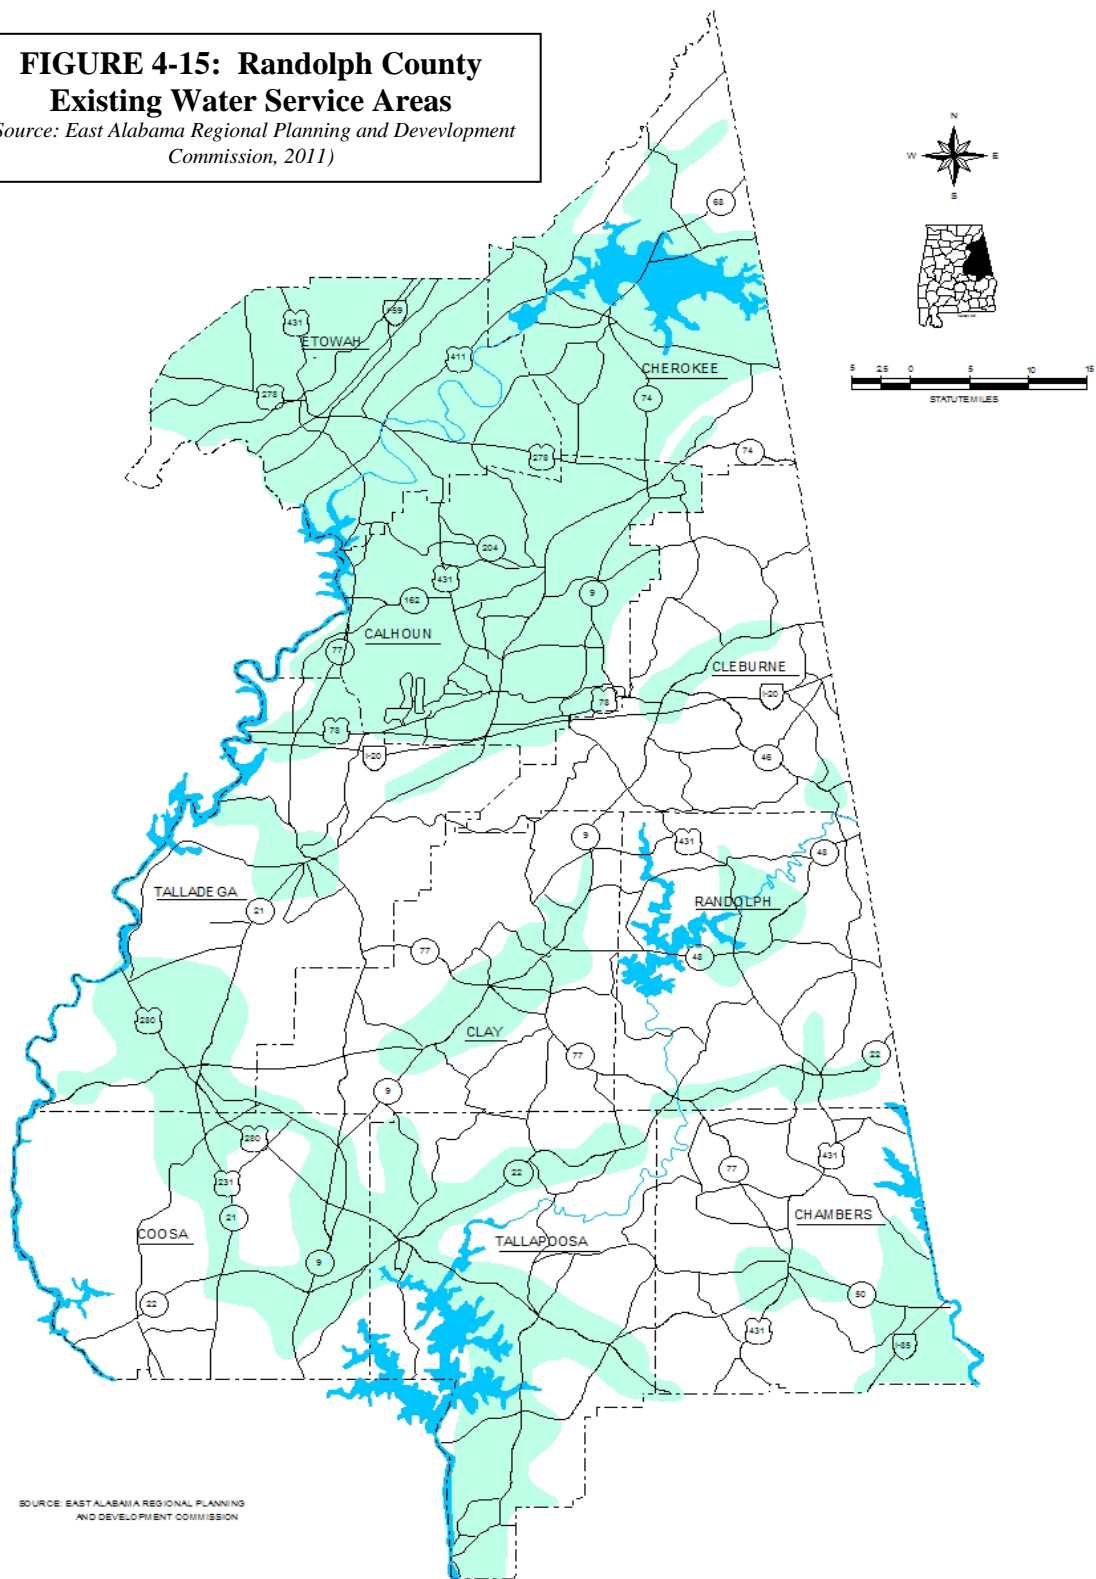 FIGURE 4-15: Randolph County
Existing Water Service Areas
Source: East Alabama Regional Planning and Devevlopment
Commission, 2011)
N
W E
S
5 2.5 0 5 10 15
STATUTE MILES
68
I-59
431
ETOWAH
411
CHEROKEE
278
74
74
278
204
431
9
162
CALHOUN
77
CLEBURNE
I-20
78
78
I-20
46
9
431
48
TALLADEGA
RANDOLPH
21
77
48
280
CLAY
77
22
9
280
431
22
77
231
21
CHAMBERS
COOSA
TALLAPOOSA
9
50
22
431
I-85
SOURCE: EAST ALABAMA REGIONAL PLANNING
AND DEVELOPMENT COMMISSION